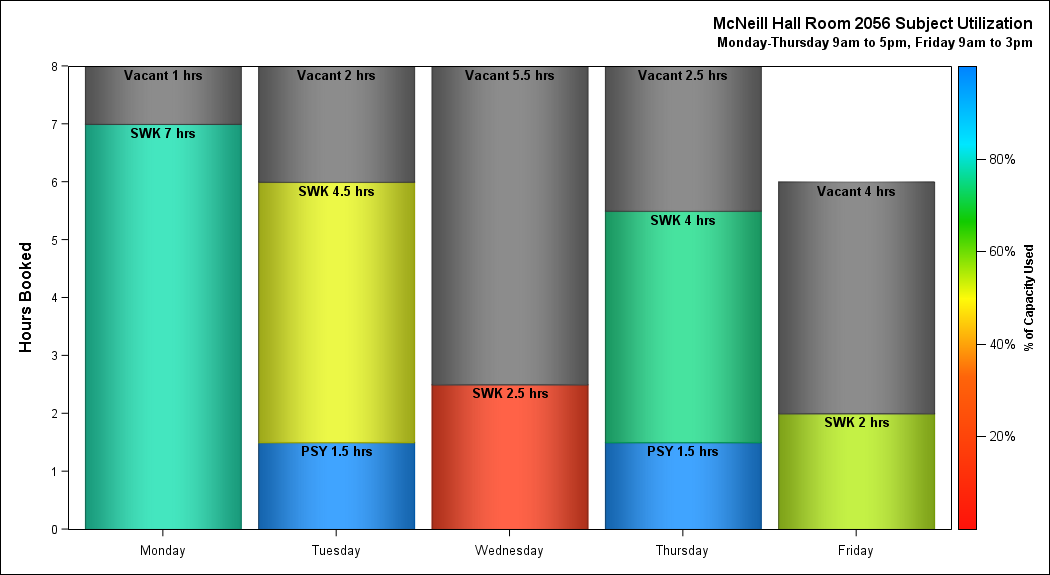 McNeill Hall Room 2056 Subject Utilization
Monday-Thursday 9am to 5pm, Friday 9am to 3pm
Hours Booked
8
7
6
5
4
3
2
1
0
Vacant 1 hrs
SWK 7 hrs
Vacant 2 hrs
SWK 4.5 hrs
PSY 1.5 hrs
Vacant 5.5 hrs
SWK 2.5 hrs
Vacant 2.5 hrs
SWK 4 hrs
PSY 1.5 hrs
Vacant 4 hrs
SWK 2 hrs
Monday
Tuesday
Wednesday
Thursday
Friday
80%
60%
40%
20%
% of Capacity Used